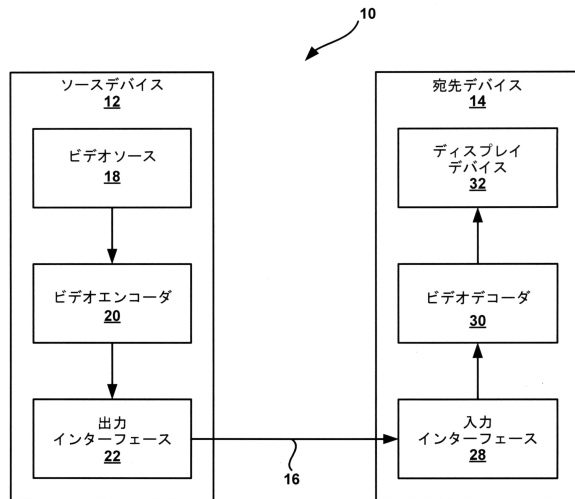 10
ソースデバイス
12
ビデオソース
18
ビデオエンコーダ
20
出力
インターフェース
22
16
宛先デバイス
14
ディスプレイ
デバイス
32
ビデオデコーダ
30
入力
インターフェース
28